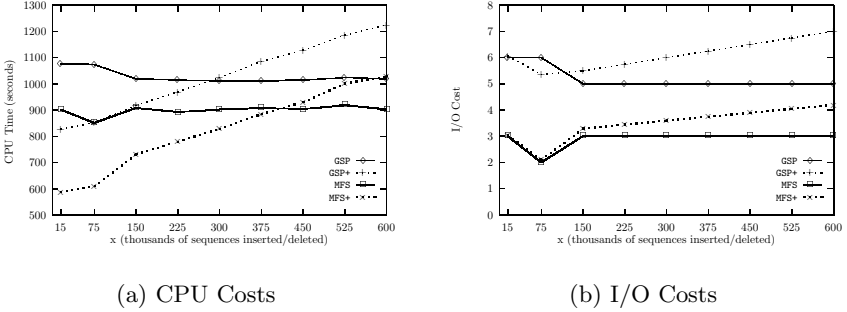 1300
1200
1100
1000
900
800
700
600
500
CPU Time (seconds)
GSP
GSP+
MFS
MFS+
15 75 150 225 300 375 450 525 600
x (thousands of sequences inserted/deleted)
(a) CPU Costs
8
7
6
5
4
3
2
1
0
I/O Cost
GSP
GSP+
MFS
MFS+
15 75 150 225 300 375 450 525 600
x (thousands of sequences inserted/deleted)
(b) I/O Costs